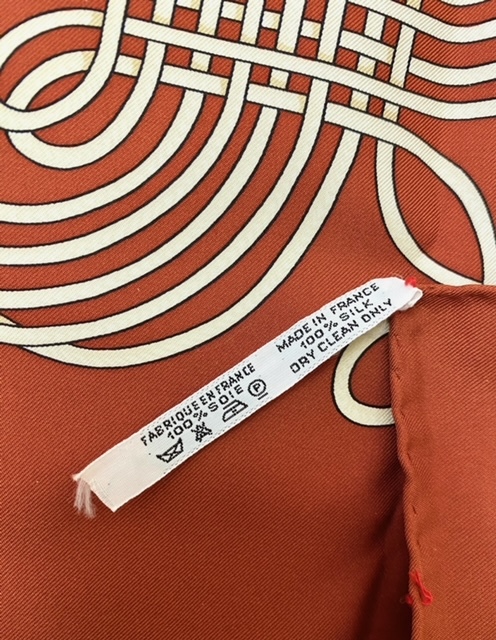 FABRIQUE EN FRANCE
100% SOIE
P
MADE IN FRANCE
100% SILK
DRY CLEAN ONLY